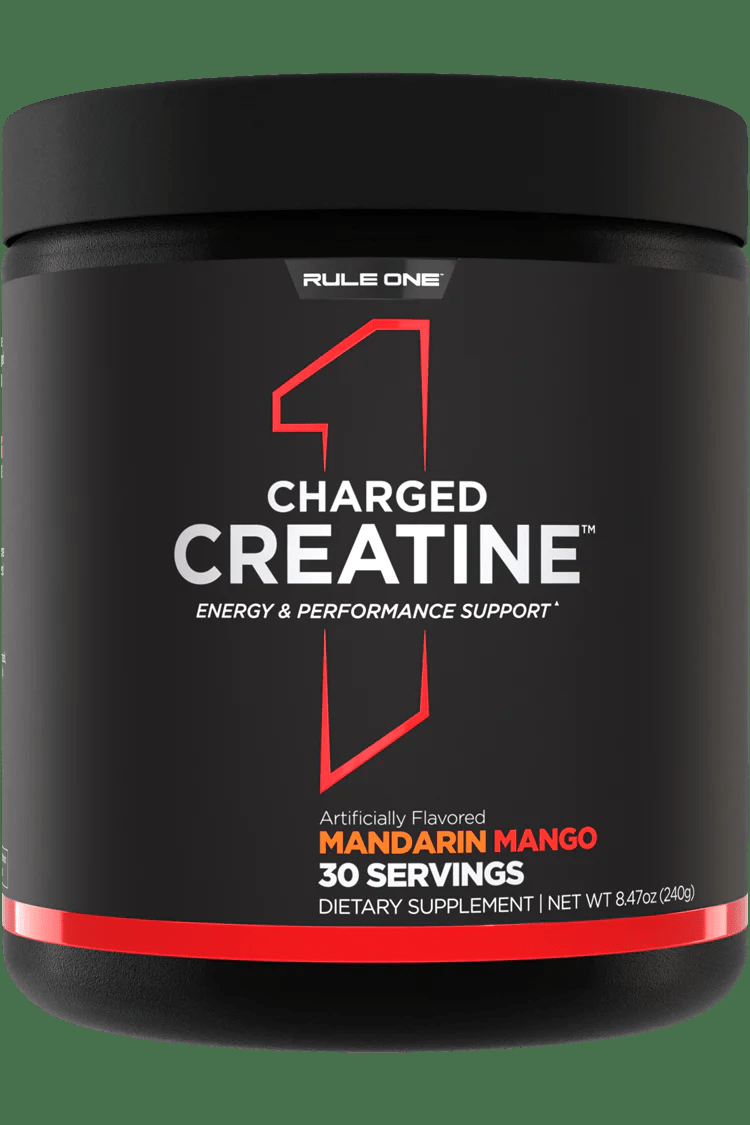 RULE ONE™
CHARGED
CREATINE™
ENERGY & PERFORMANCE SUPPORT▲
Artificially Flavored
MANDARIN MANGO
30 SERVINGS
DIETARY SUPPLEMENT | NET WT 8.47oz (240g)